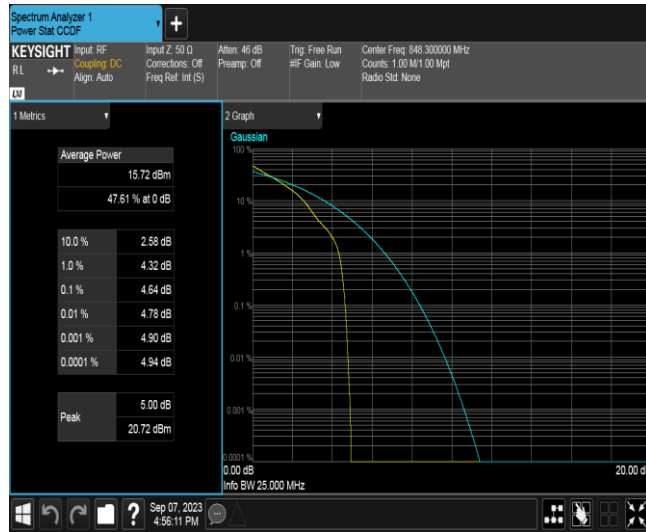 Spectrum Analyzer 1
Power Stat CCDF
+
KEYSIGHT
RL
LXI
Input: RF
Coupling: DC
Align: Auto
Input Z: 50 Ω
Corrections: Off
Freq Ref: Int (S)
Atten: 46 dB
Preamp: Off
Trig: Free Run
#IF Gain: Low
Center Freq: 848.300000 MHz
Counts: 1.00 M/1.00 Mpt
Radio Std: None
1 Metrics
Average Power
15.72 dBm
47.61 % at 0 dB
10.0 % 2.58 dB
1.0 % 4.32 dB
0.1 % 4.64 dB
0.01 % 4.78 dB
0.001 % 4.90 dB
0.0001 % 4.94 dB
Peak
5.00 dB
20.72 dBm
2 Graph
Gaussian
100 %
10 %
1 %
0.1 %
0.01 %
0.001 %
0.0001 %
0.00 dB
20.00 d
Info BW 25.000 MHz
?
Sep 07, 2023
4:56:11 PM